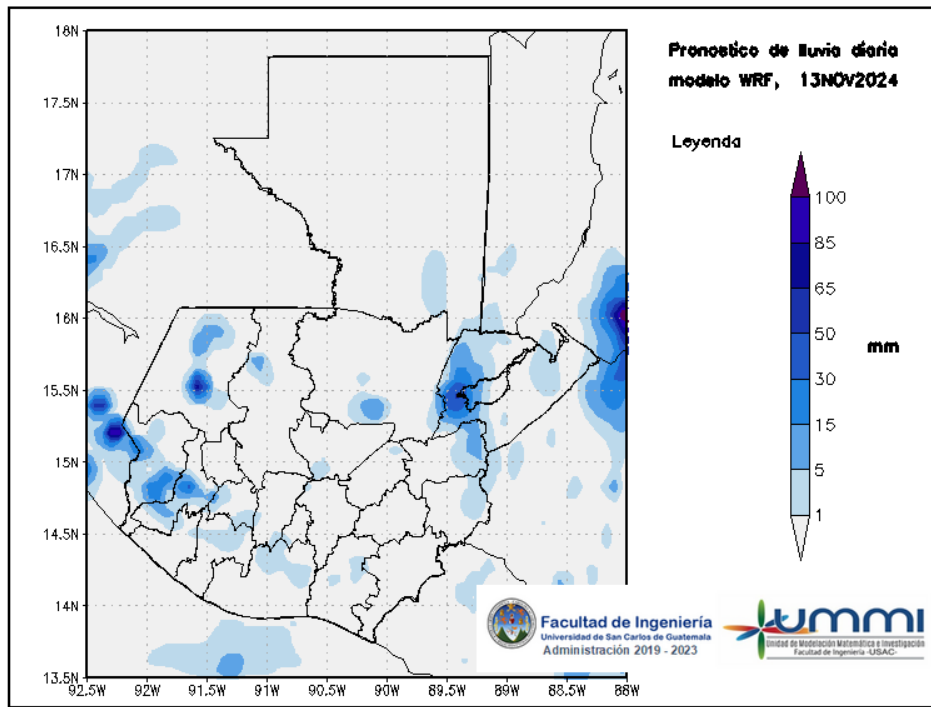 Pronostico de lluvia diaria
modelo WRF, 13NOV2024
Leyenda
100
85
65
50
30
15
5
1
mm
18N
17.5N
17N
16.5N
16N
15.5N
15N
14.5N
14N
13.5N
92.5W 92W 91.5W 91W 90.5W 90W 89.5W 89W 88.5W 88W
Facultad de Ingeniería
Universidad de San Carlos de Guatemala
Administración 2019 - 2023
UMMI
Unidad de Modelación Matemática e Investigación
Facultad de Ingeniería -USAC-